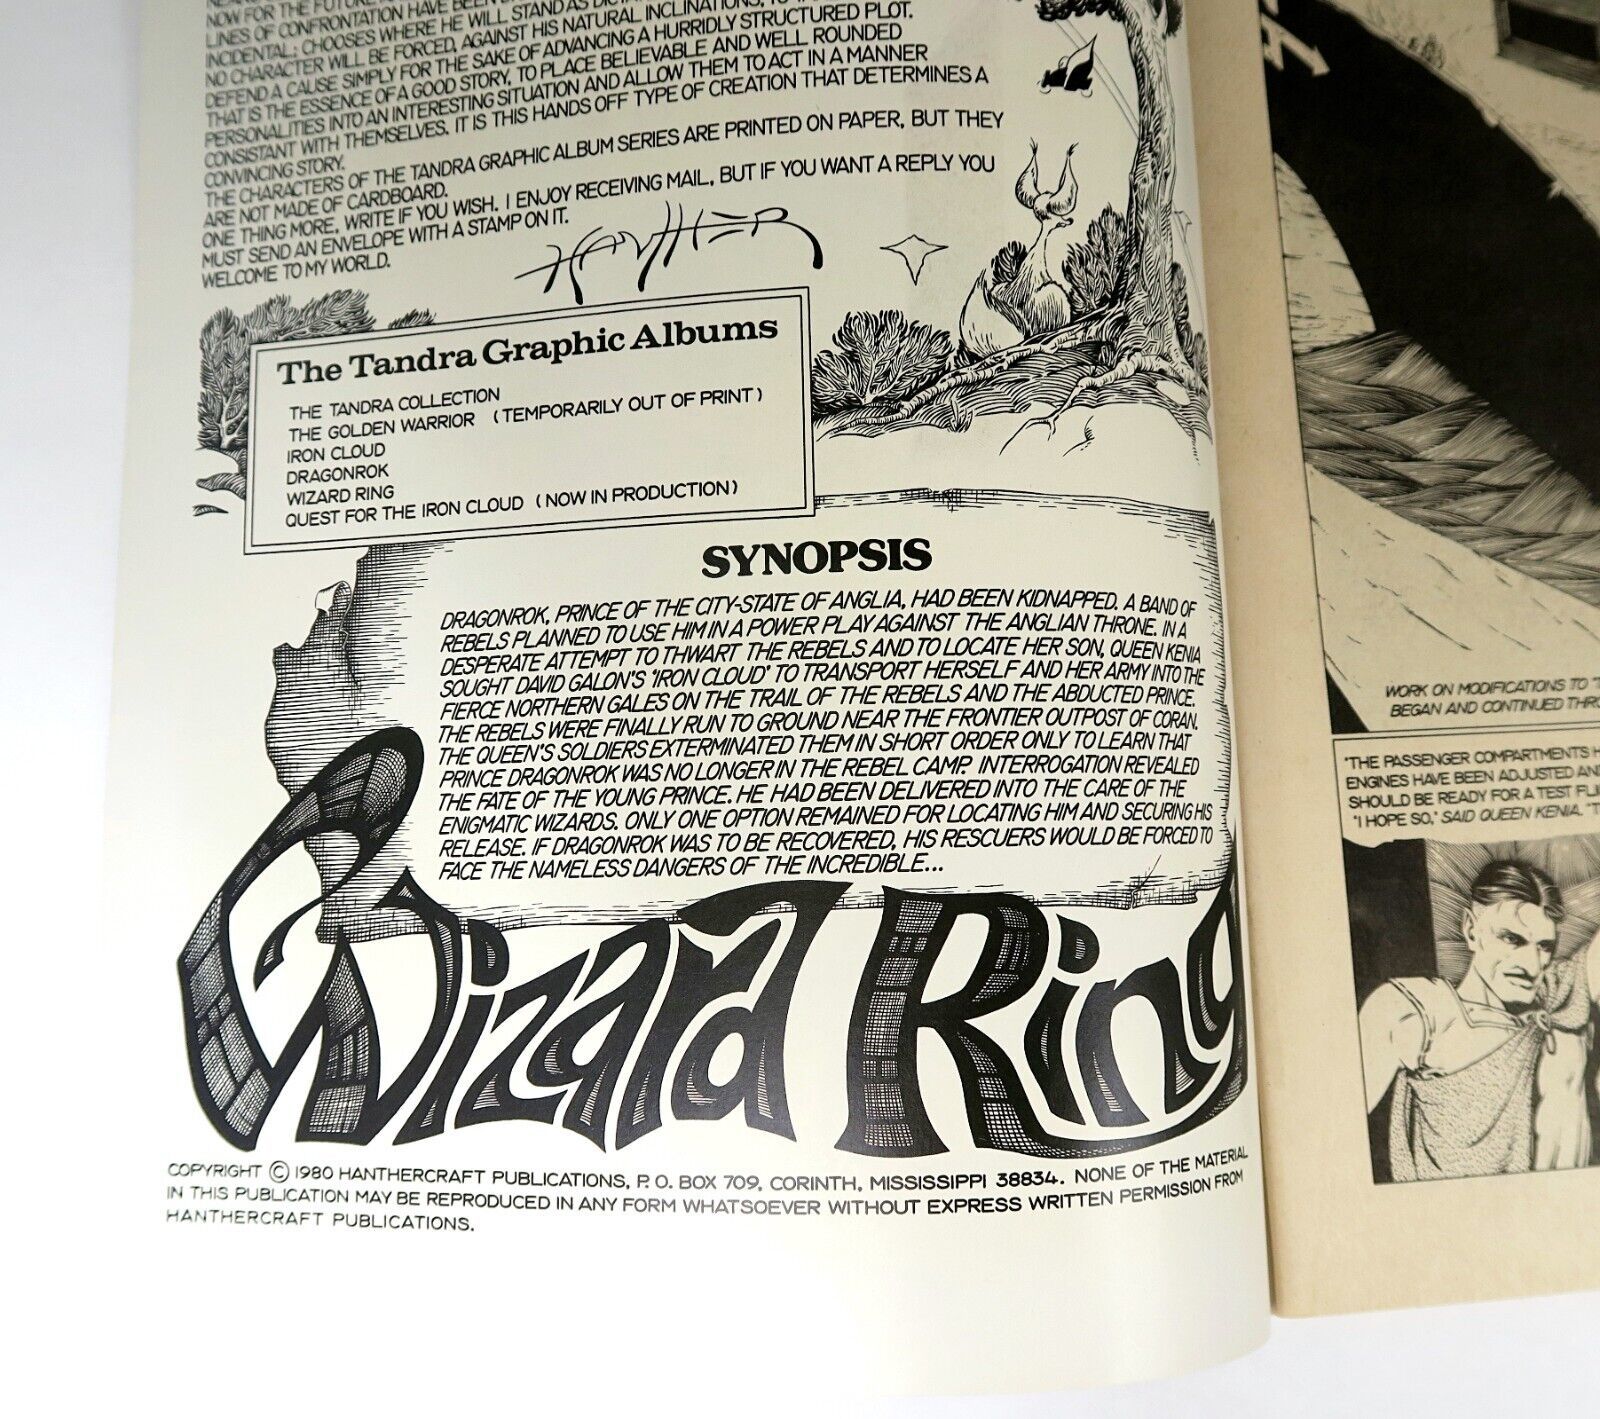 NOW FOR THE FUTURE
LINES OF CONFRONTATION HAVE BEEN
INCIDENTAL; CHOOSES WHERE HE WILL STAND AS
NO CHARACTER WILL BE FORCED, AGAINST HIS NATURAL INCLINATIONS, TO
DEFEND A CAUSE SIMPLY FOR THE SAKE OF ADVANCING A HURRIDLY STRUCTURED PLOT.
THAT IS THE ESSENCE OF A GOOD STORY, TO PLACE BELIEVABLE AND WELL ROUNDED
PERSONALITIES INTO AN INTERESTING SITUATION AND ALLOW THEM TO ACT IN A MANNER
CONSISTANT WITH THEMSELVES. IT IS THIS HANDS OFF TYPE OF CREATION THAT DETERMINES A
CONVINCING STORY.
THE CHARACTERS OF THE TANDRA GRAPHIC ALBUM SERIES ARE PRINTED ON PAPER, BUT THEY
ARE NOT MADE OF CARDBOARD.
ONE THING MORE, WRITE IF YOU WISH. I ENJOY RECEIVING MAIL, BUT IF YOU WANT A REPLY YOU
MUST SEND AN ENVELOPE WITH A STAMP ON IT.
WELCOME TO MY WORLD.
HANTHER
The Tandra Graphic Albums
THE TANDRA COLLECTION
THE GOLDEN WARRIOR (TEMPORARILY OUT OF PRINT)
IRON CLOUD
DRAGONROK
WIZARD RING
QUEST FOR THE IRON CLOUD (NOW IN PRODUCTION)
SYNOPSIS
DRAGONROK, PRINCE OF THE CITY-STATE OF ANGLIA, HAD BEEN KIDNAPPED. A BAND OF
REBELS PLANNED TO USE HIM IN A POWER PLAY AGAINST THE ANGLIAN THRONE. IN A
DESPERATE ATTEMPT TO THWART THE REBELS AND TO LOCATE HER SON, QUEEN KENIA
SOUGHT DAVID GALON'S 'IRON CLOUD' TO TRANSPORT HERSELF AND HER ARMY INTO THE
FIERCE NORTHERN GALES ON THE TRAIL OF THE REBELS AND THE ABDUCTED PRINCE.
THE REBELS WERE FINALLY RUN TO GROUND NEAR THE FRONTIER OUTPOST OF CORAN.
THE QUEEN'S SOLDIERS EXTERMINATED THEM IN SHORT ORDER ONLY TO LEARN THAT
PRINCE DRAGONROK WAS NO LONGER IN THE REBEL CAMP. INTERROGATION REVEALED
THE FATE OF THE YOUNG PRINCE. HE HAD BEEN DELIVERED INTO THE CARE OF THE
ENIGMATIC WIZARDS. ONLY ONE OPTION REMAINED FOR LOCATING HIM AND SECURING HIS
RELEASE. IF DRAGONROK WAS TO BE RECOVERED, HIS RESCUERS WOULD BE FORCED TO
FACE THE NAMELESS DANGERS OF THE INCREDIBLE...
Wizard Ring
COPYRIGHT © 1980 HANTHERCRAFT PUBLICATIONS, P. O. BOX 709, CORINTH, MISSISSIPPI 38834. NONE OF THE MATERIAL
IN THIS PUBLICATION MAY BE REPRODUCED IN ANY FORM WHATSOEVER WITHOUT EXPRESS WRITTEN PERMISSION FROM
HANTHERCRAFT PUBLICATIONS.
WORK ON MODIFICATIONS TO
BEGAN AND CONTINUED
"THE PASSENGER COMPARTMENTS
ENGINES HAVE BEEN ADJUSTED
SHOULD BE READY FOR A TEST
"I HOPE SO," SAID QUEEN KENIA.